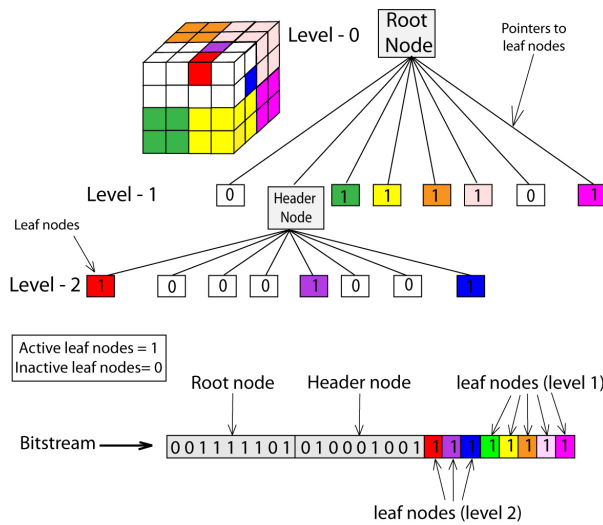 Level - 0
Root
Node
Pointers to
leaf nodes
Level - 1
0
Header
Node
1
1
1
1
0
1
Leaf nodes
Level - 2
1
0
0
0
1
0
0
1
Active leaf nodes = 1
Inactive leaf nodes= 0
Root node
Header node
leaf nodes (level 1)
Bitstream
0 0 1 1 1 1 1 0 1 0 1 0 0 0 1 0 0 1 1 1 1 1 1 1 1 1
leaf nodes (level 2)